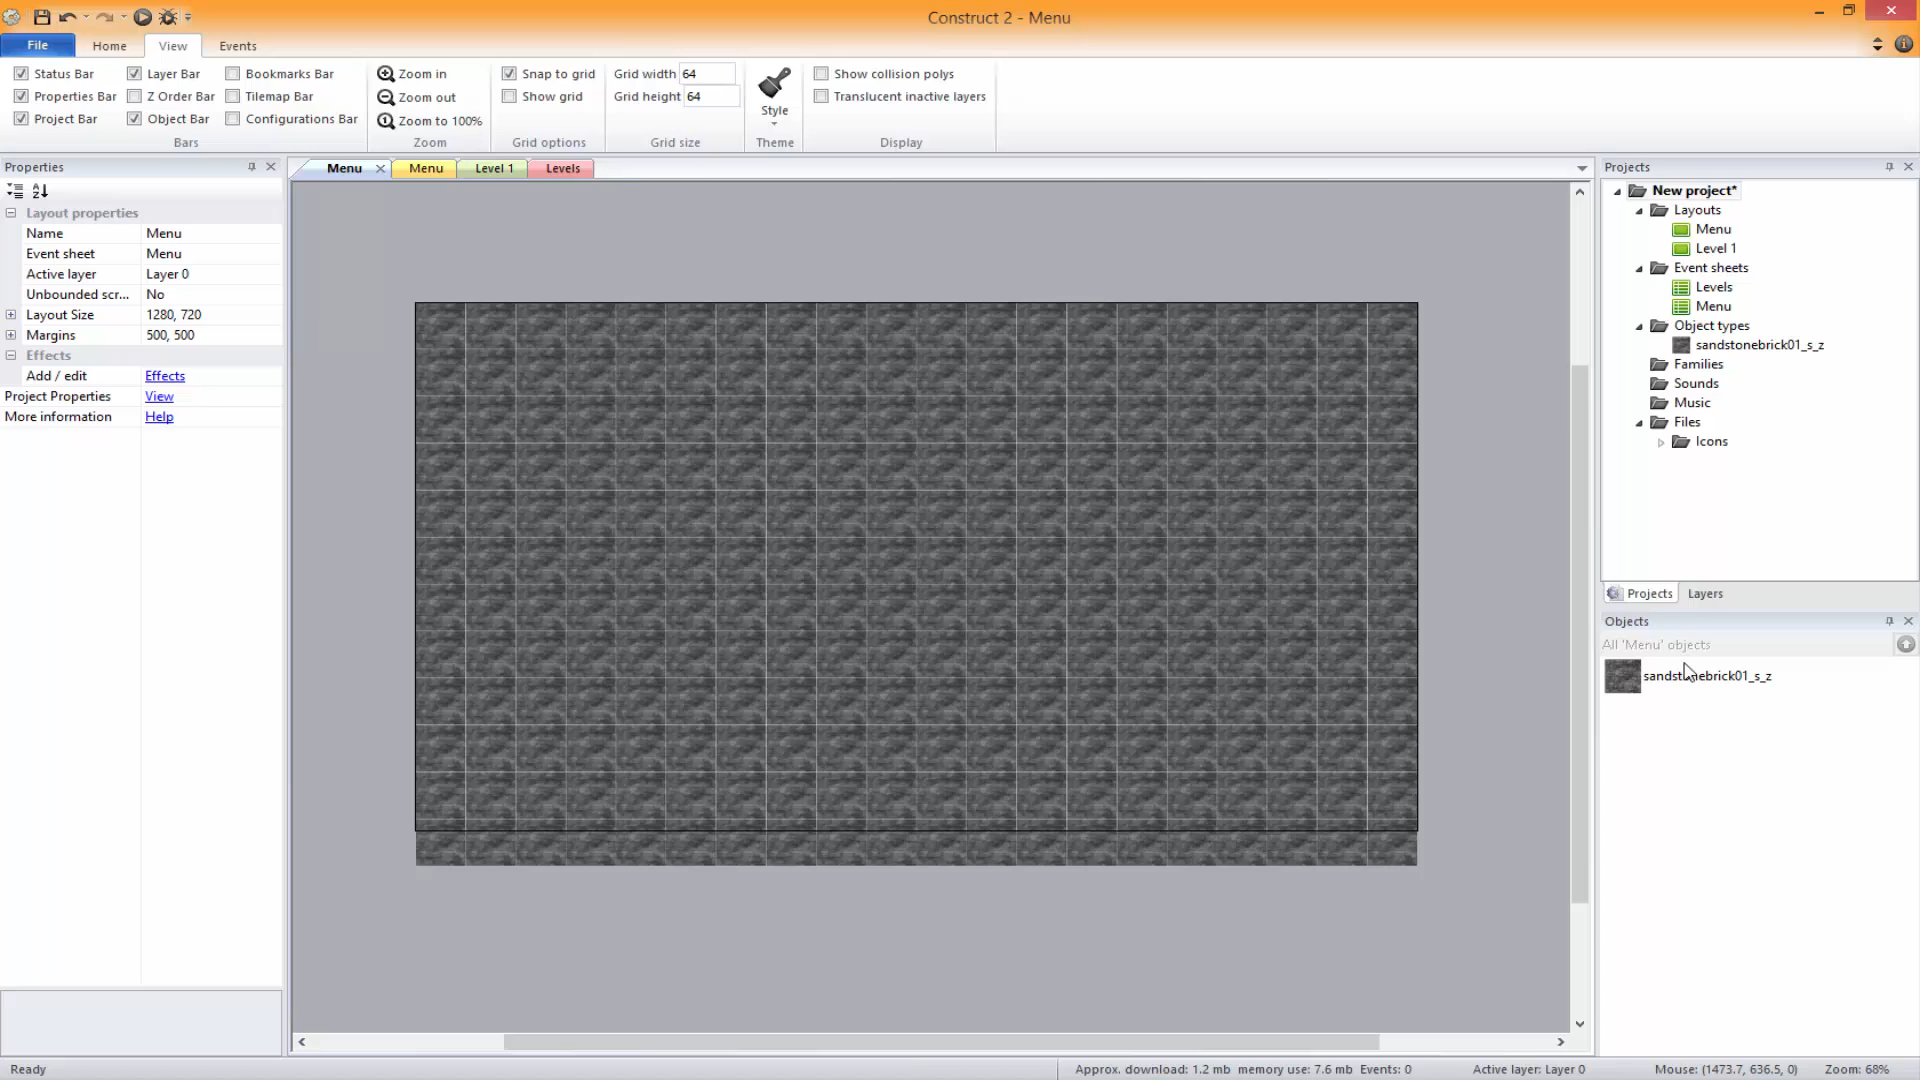 Construct 2 - Menu
File Home View Events
Status Bar Layer Bar Bookmarks Bar Zoom in Snap to grid Grid width 64 Show collision polys
Properties Bar Z Order Bar Tilemap Bar Zoom out Show grid Grid height 64 Style Translucent inactive layers
Project Bar Object Bar Configurations Bar Zoom to 100%
Bars Zoom Grid options Grid size Theme Display
Properties
Menu Menu Level 1 Levels
Layout properties
Name Menu
Event sheet Menu
Active layer Layer 0
Unbounded scr... No
Layout Size 1280, 720
Margins 500, 500
Effects
Add / edit Effects
Project Properties View
More information Help
Projects
New project*
Layouts
Menu
Level 1
Event sheets
Levels
Menu
Object types
sandstonebrick01_s_z
Families
Sounds
Music
Files
Icons
Projects Layers
Objects
All 'Menu' objects
sandstonebrick01_s_z
Ready Approx. download: 1.2 mb memory use: 7.6 mb Events: 0 Active layer: Layer 0 Mouse: (1473.7, 636.5, 0) Zoom: 68%